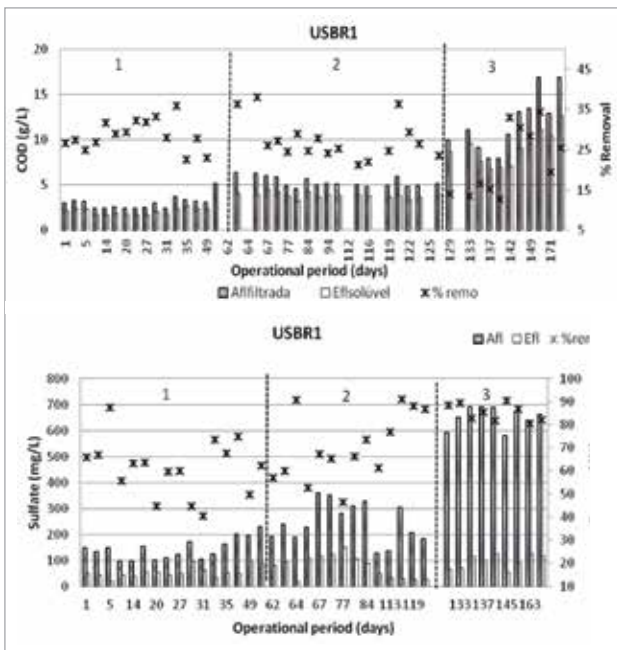 USBR1
1 2 3
20
15
10
5
0
COD (g/L)
45
35
25
15
5
% Removal
1 5 14 20 27 31 35 49 62 64 67 77 84 94 112 116 119 122 125 129 133 137 142 149 171
Operational period (days)
Aflfiltrada Eflsolúvel % remo
USBR1
Afl Efl %rem
1 2 3
800
700
600
500
400
300
200
100
0
Sulfate (mg/L)
100
90
80
70
60
50
40
30
20
10
1 5 14 20 27 31 35 49 62 64 67 77 84 113 119 133 137 145 163
Operational period (days)